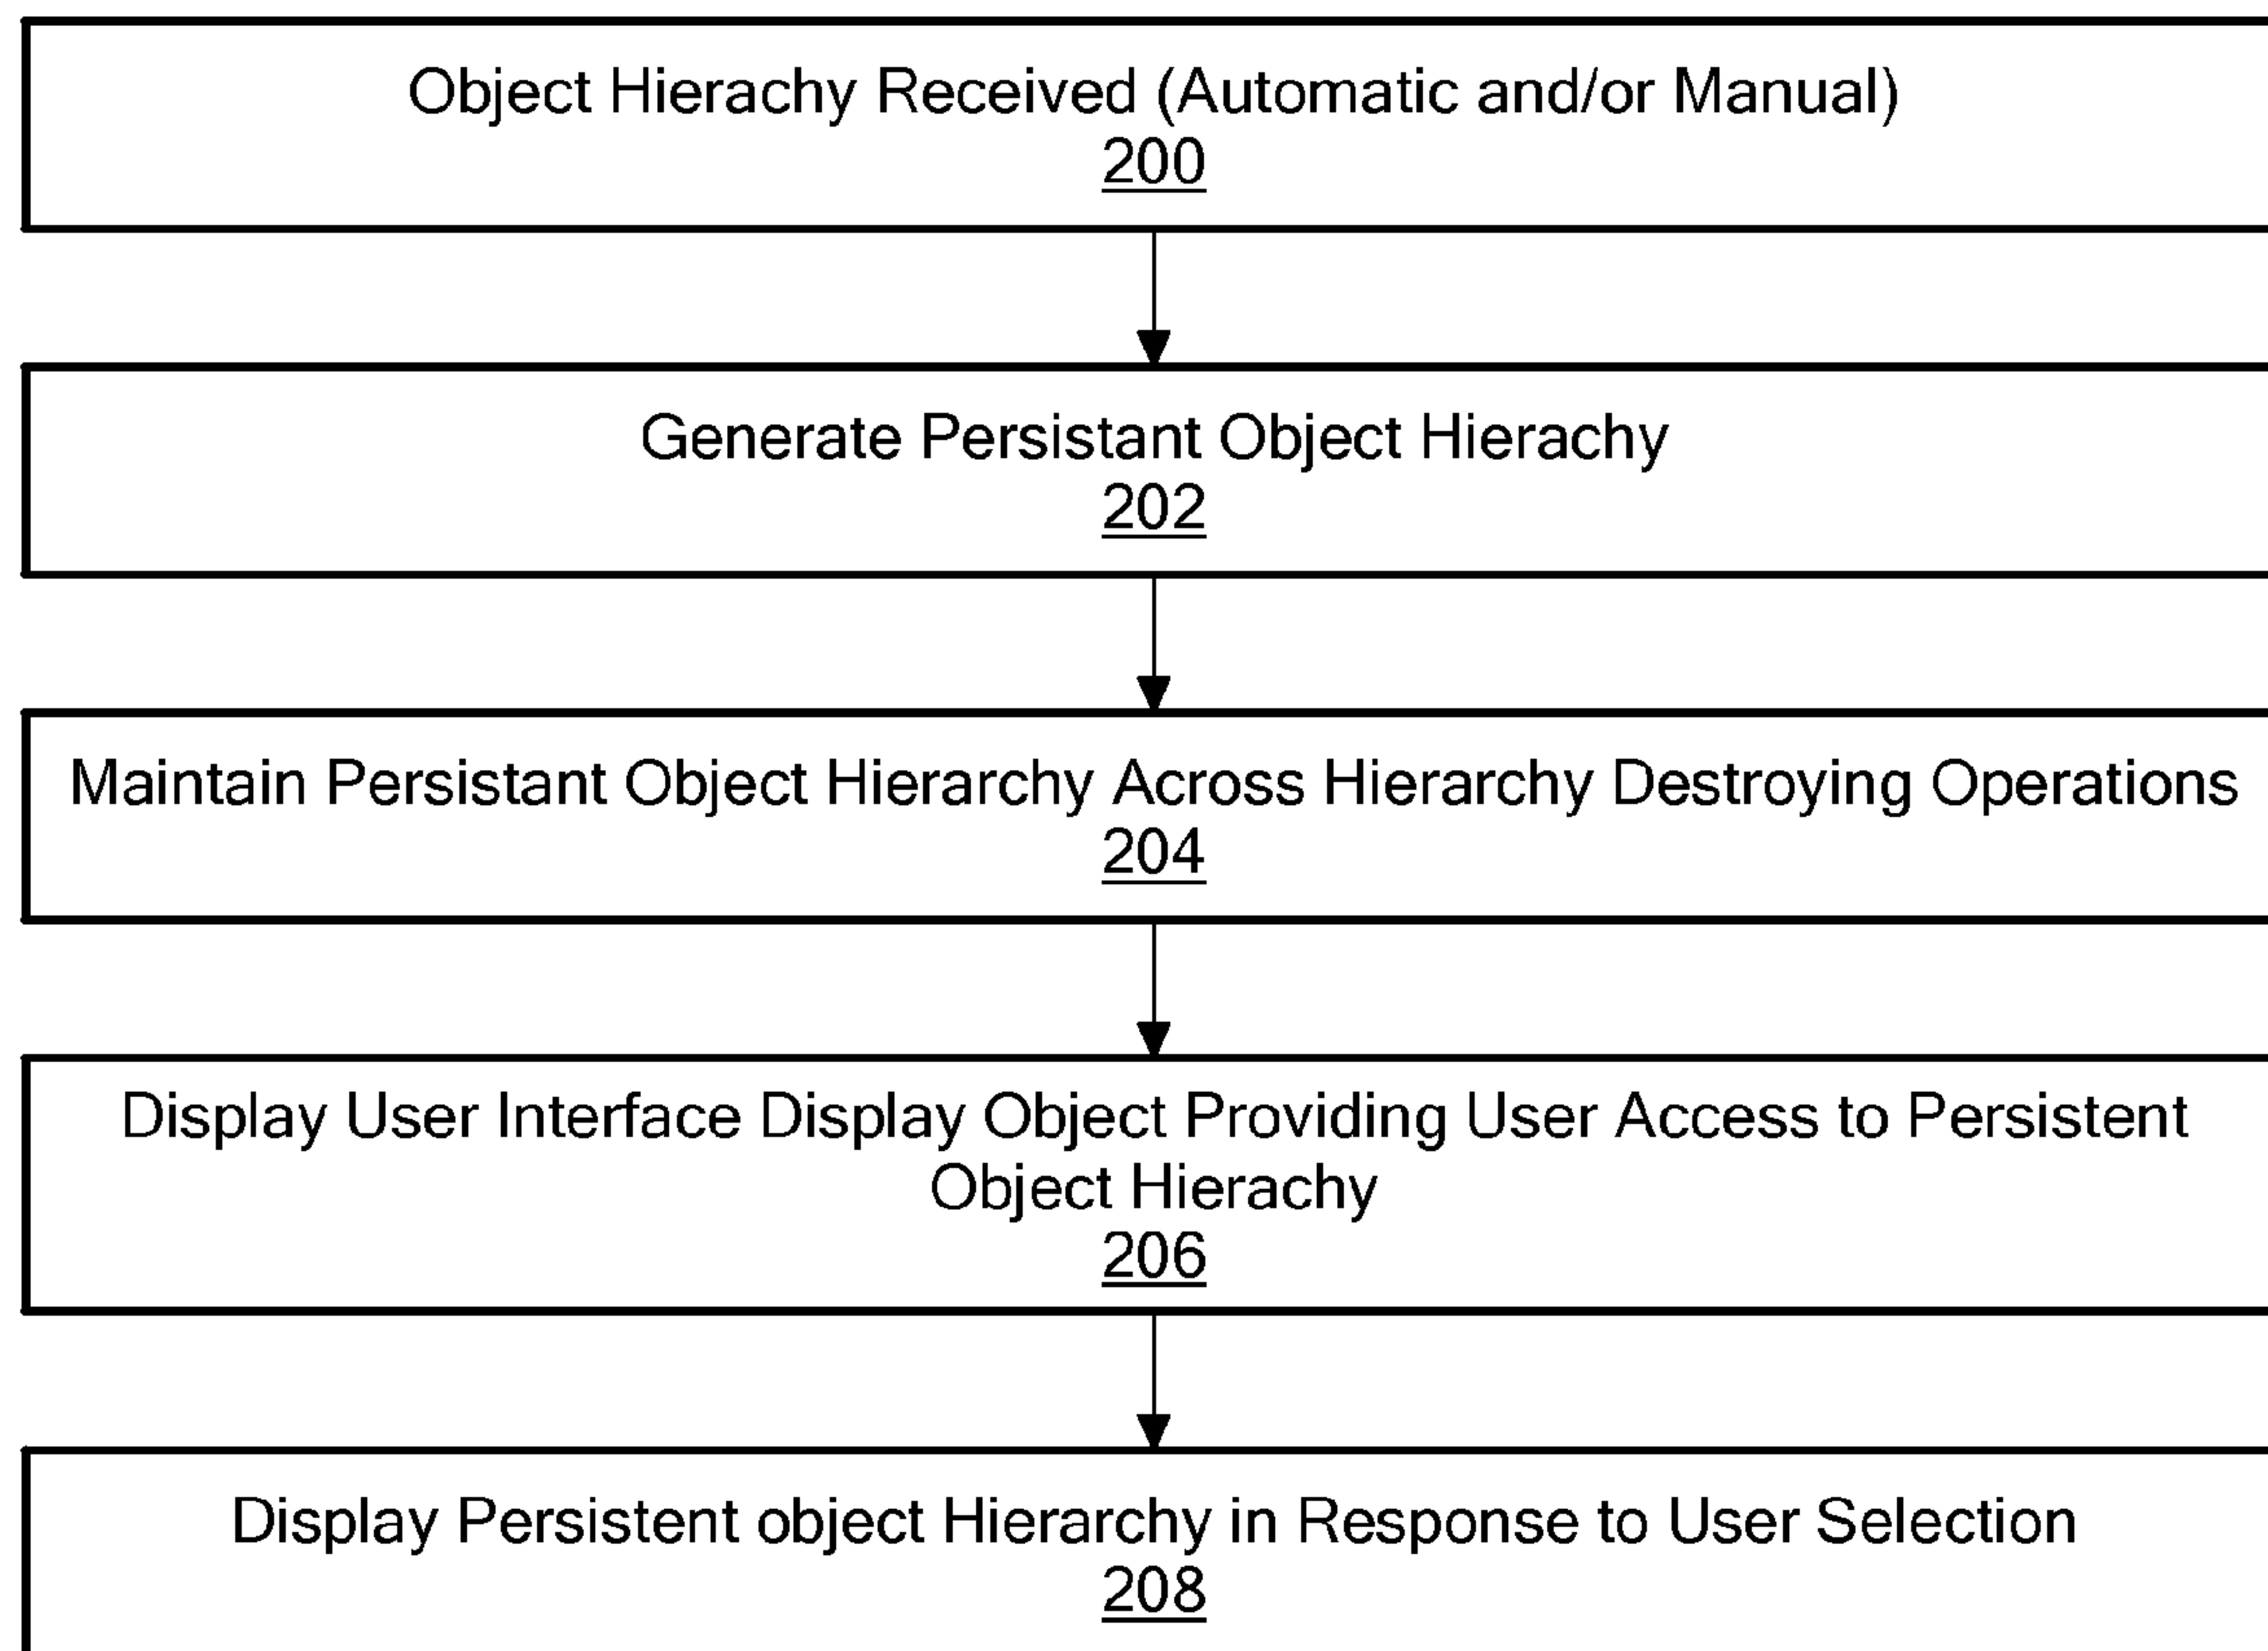 Object Hierachy Received (Automatic and/or Manual)
200
Generate Persistant Object Hierachy
202
Maintain Persistant Object Hierarchy Across Hierarchy Destroying Operations
204
Display User Interface Display Object Providing User Access to Persistent
Object Hierachy
206
Display Persistent object Hierarchy in Response to User Selection
208